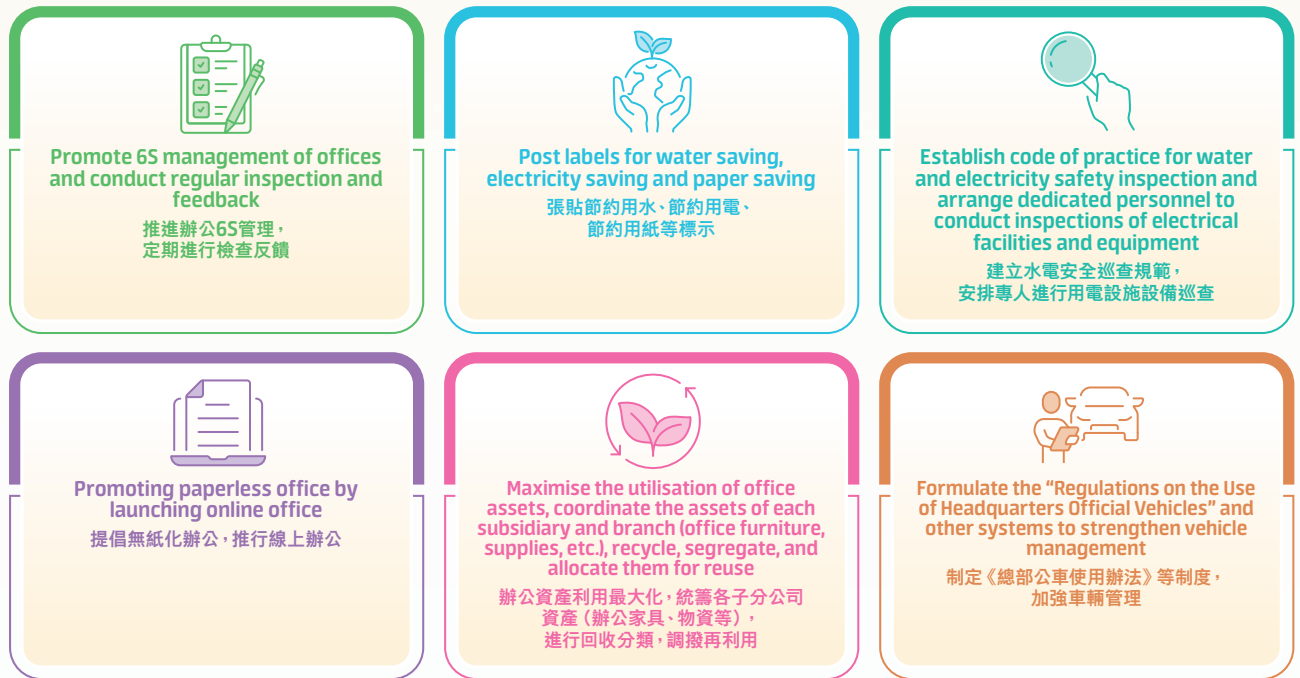 Promote 6S management of offices
and conduct regular inspection and
feedback
推進辦公6S管理，
定期進行檢查反饋
Post labels for water saving,
electricity saving and paper saving
張貼節約用水、節約用電、
節約用紙等標示
Establish code of practice for water
and electricity safety inspection and
arrange dedicated personnel to
conduct inspections of electrical
facilities and equipment
建立水電安全巡查規範，
安排專人進行用電設施設備巡查
Promoting paperless office by
launching online office
提倡無紙化辦公，推行線上辦公
Maximise the utilisation of office
assets, coordinate the assets of each
subsidiary and branch (office furniture,
supplies, etc.), recycle, segregate, and
allocate them for reuse
辦公資產利用最大化，統籌各子分公司
資產（辦公家具、物資等），
進行回收分類，調撥再利用
Formulate the “Regulations on the Use
of Headquarters Official Vehicles” and
other systems to strengthen vehicle
management
制定《總部公車使用辦法》等制度，
加強車輛管理